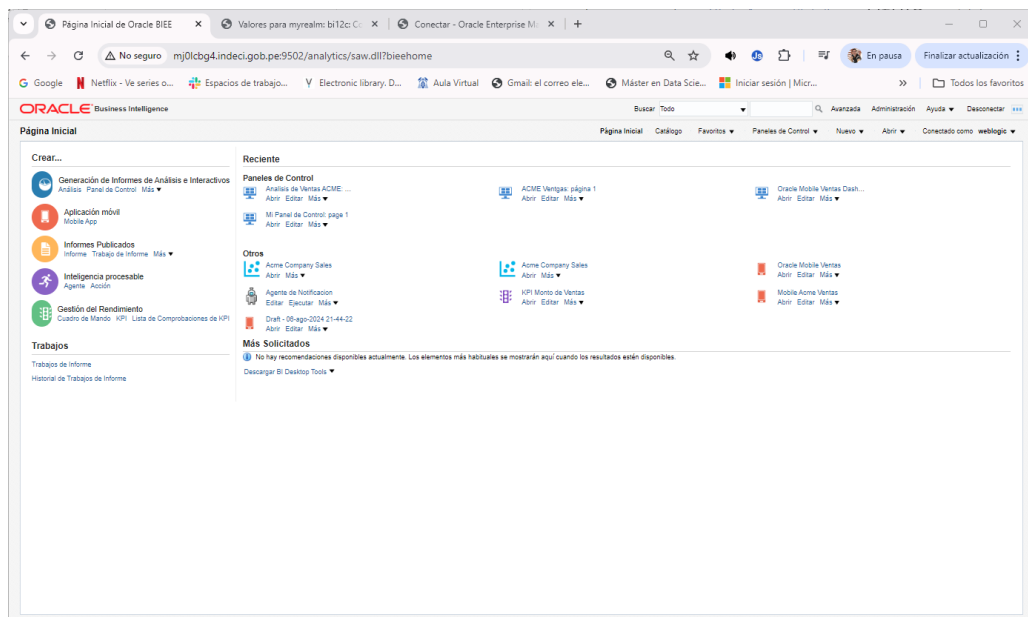 Página Inicial de Oracle BIEE
Valores para myrealm: bi12c: Co
Conectar - Oracle Enterprise Ma
No seguro mj0lcbg4.indeci.gob.pe:9502/analytics/saw.dll?bieehome
En pausa
Finalizar actualización
Google
Netflix - Ve series o...
Espacios de trabajo...
Electronic library. D...
Aula Virtual
Gmail: el correo ele...
Máster en Data Scie...
Iniciar sesión | Micr...
Todos los favoritos
ORACLE Business Intelligence
Buscar Todo
Avanzada Administración Ayuda Desconectar
Página Inicial
Página Inicial Catálogo Favoritos Paneles de Control Nuevo Abrir Conectado como weblogic
Crear...
Generación de Informes de Análisis e Interactivos
Análisis Panel de Control Más
Aplicación móvil
Mobile App
Informes Publicados
Informe Trabajo de Informe Más
Inteligencia procesable
Agente Acción
Gestión del Rendimiento
Cuadro de Mando KPI Lista de Comprobaciones de KPI
Trabajos
Trabajos de Informe
Historial de Trabajos de Informe
Reciente
Paneles de Control
Analisis de Ventas ACME: ...
Abrir Editar Más
ACME Ventgas: página 1
Abrir Editar Más
Oracle Mobile Ventas Dash...
Abrir Editar Más
Mi Panel de Control: page 1
Abrir Editar Más
Otros
Acme Company Sales
Abrir Más
Acme Company Sales
Abrir Más
Oracle Mobile Ventas
Abrir Editar Más
Agente de Notificacion
Editar Ejecutar Más
KPI Monto de Ventas
Abrir Editar Más
Mobile Acme Ventas
Abrir Editar Más
Draft - 08-ago-2024 21-44-22
Abrir Editar Más
Más Solicitados
No hay recomendaciones disponibles actualmente. Los elementos más habituales se mostrarán aquí cuando los resultados estén disponibles.
Descargar BI Desktop Tools